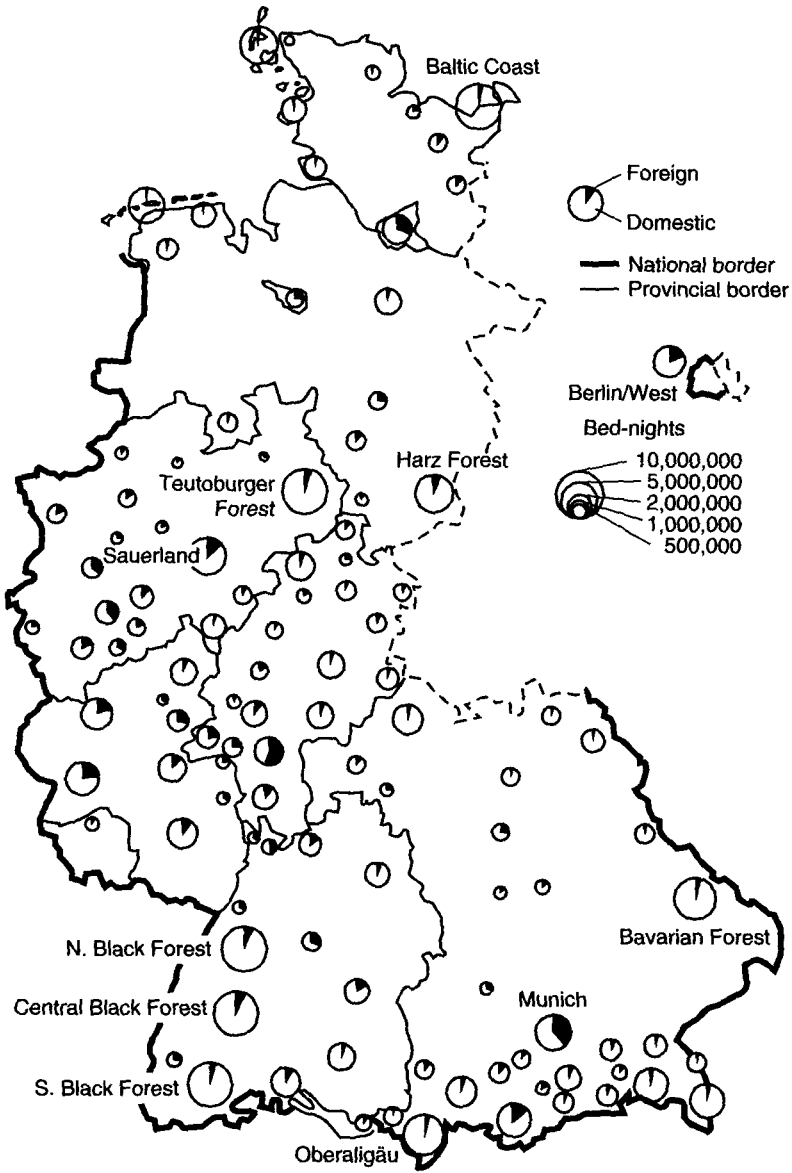 Baltic Coast
Foreign
Domestic
National border
Provincial border
Berlin/West
Bed-nights
10,000,000
5,000,000
2,000,000
1,000,000
500,000
Harz Forest
Teutoburger
Forest
Sauerland
Bavarian Forest
N. Black Forest
Central Black Forest
Munich
S. Black Forest
Oberaligäu